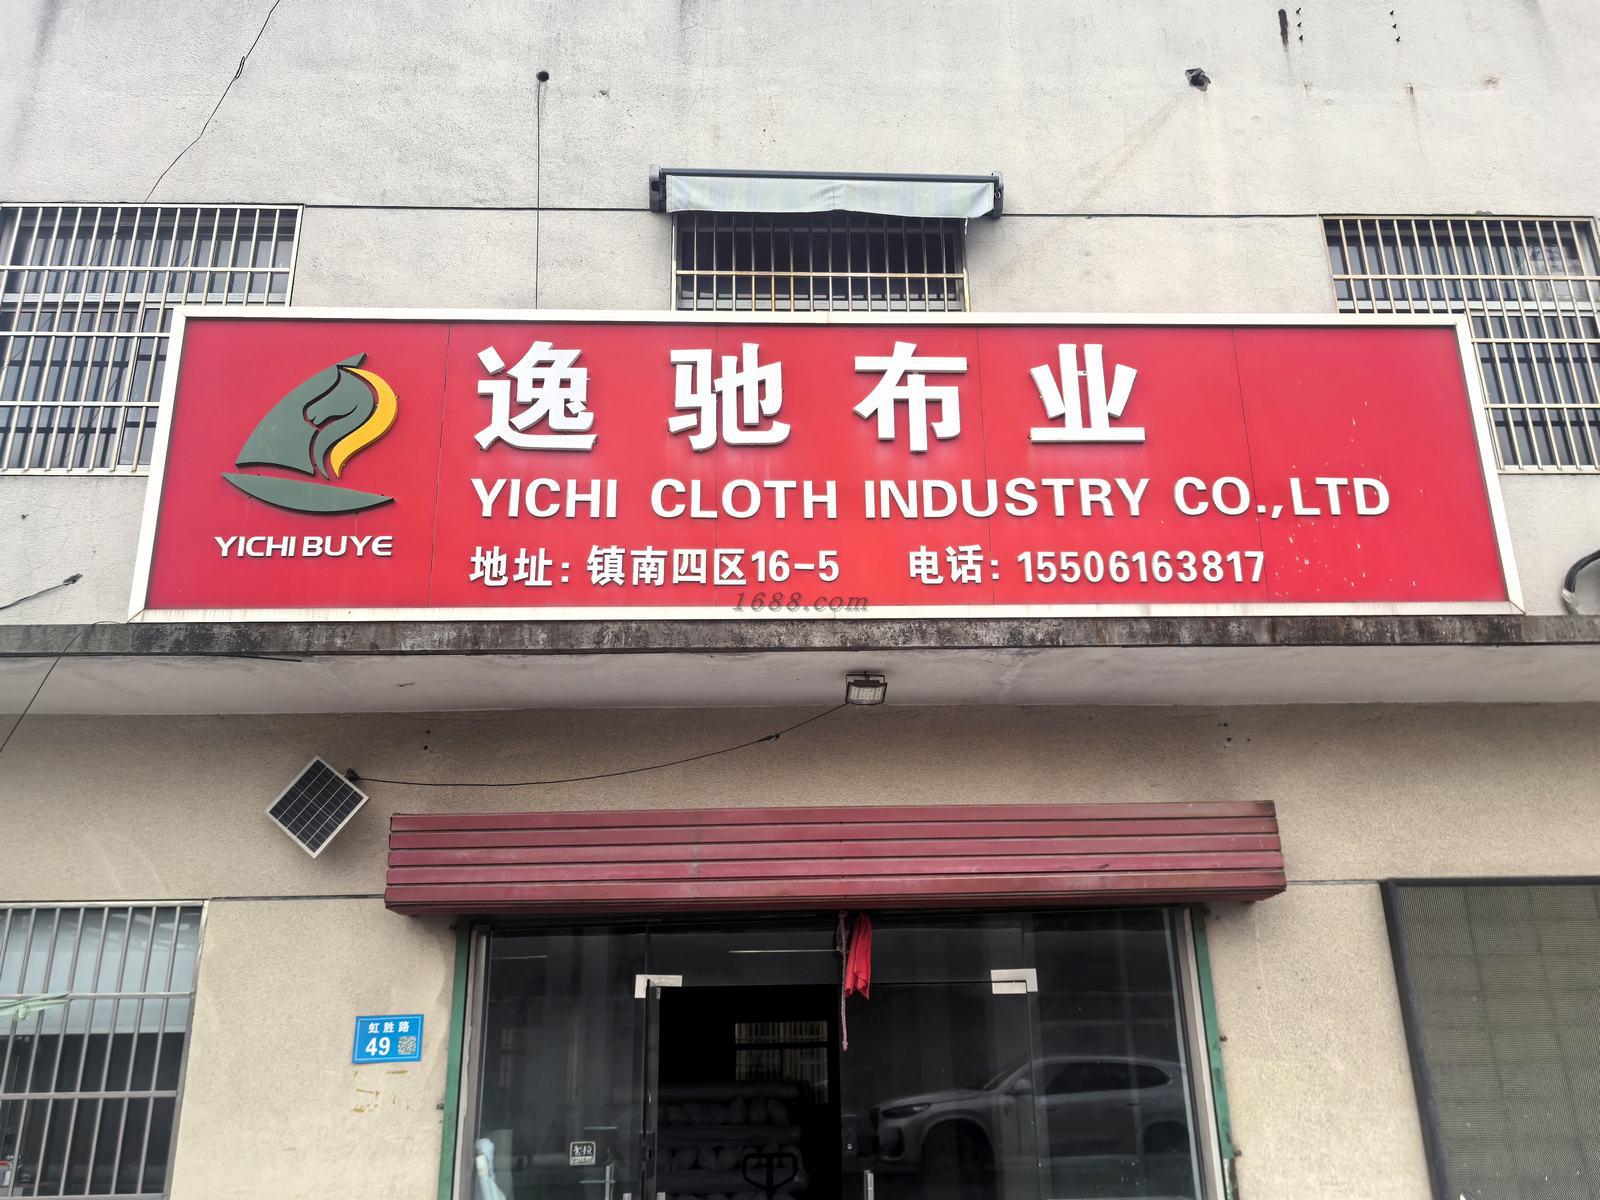 逸驰布业
YICHI CLOTH INDUSTRY CO.,LTD
YICHI BUYE
地址：镇南四区16-5 电话：15506163817
1688.com
虹胜路
49